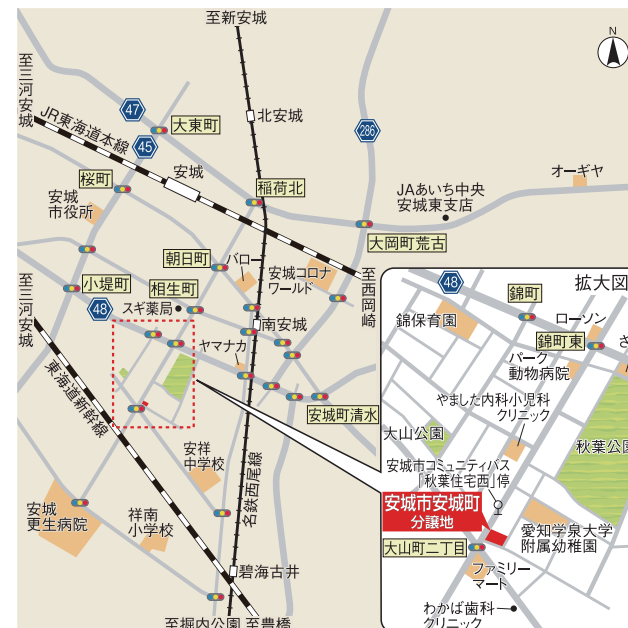 至新安城
N
至三河安城
47
大東町
286
JR東海道本線
45
北安城
安城
桜町
稲荷北
オーギヤ
JAあいち中央
安城東支店
安城
市役所
大岡町荒古
朝日町
バロー
安城コロナ
ワールド
至西岡崎
至三河安城
小堤町
相生町
48
スギ薬局
南安城
ヤマナカ
東海道新幹線
安城町清水
安祥
中学校
名鉄西尾線
安城
更生病院
祥南
小学校
碧海古井
至堀内公園
至豊橋
48
拡大図
錦町
ローソン
錦保育園
錦町東
さ
パーク
動物病院
やました内科小児科
クリニック
大山公園
秋葉公園
安城市コミュニティバス
「秋葉住宅西」停
安城市安城町
分譲地
愛知学泉大学
附属幼稚園
大山町二丁目
ファミリー
マート
わかば歯科
クリニック